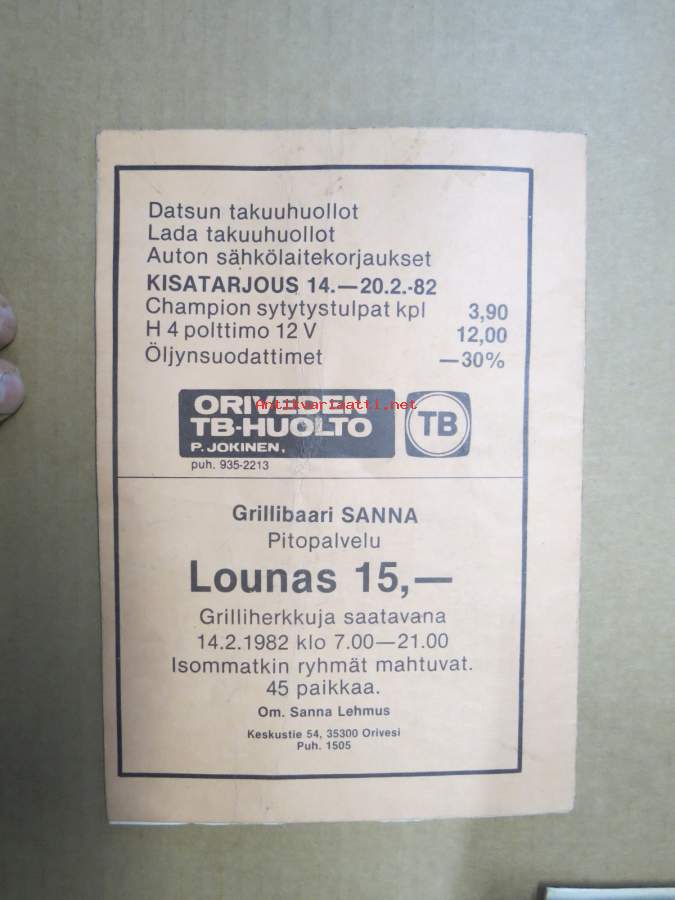 Datsun takuuhuollot
Lada takuuhuollot
Auton sähkölaitekorjaukset
KISATARJOUS 14.—20.2.-82
Champion sytytystulpat kpl 3,90
H 4 polttimo 12 V 12,00
Öljynsuodattimet —30%
ORIVEDEN
Antikvariaatti.net
TB-HUOLTO TB
P. JOKINEN,
puh. 935-2213
Grillibaari SANNA
Pitopalvelu
Lounas 15,—
Grilliherkkuja saatavana
14.2.1982 klo 7.00—21.00
Isommatkin ryhmät mahtuvat.
45 paikkaa.
Om. Sanna Lehmus
Keskustie 54, 35300 Orivesi
Puh. 1505